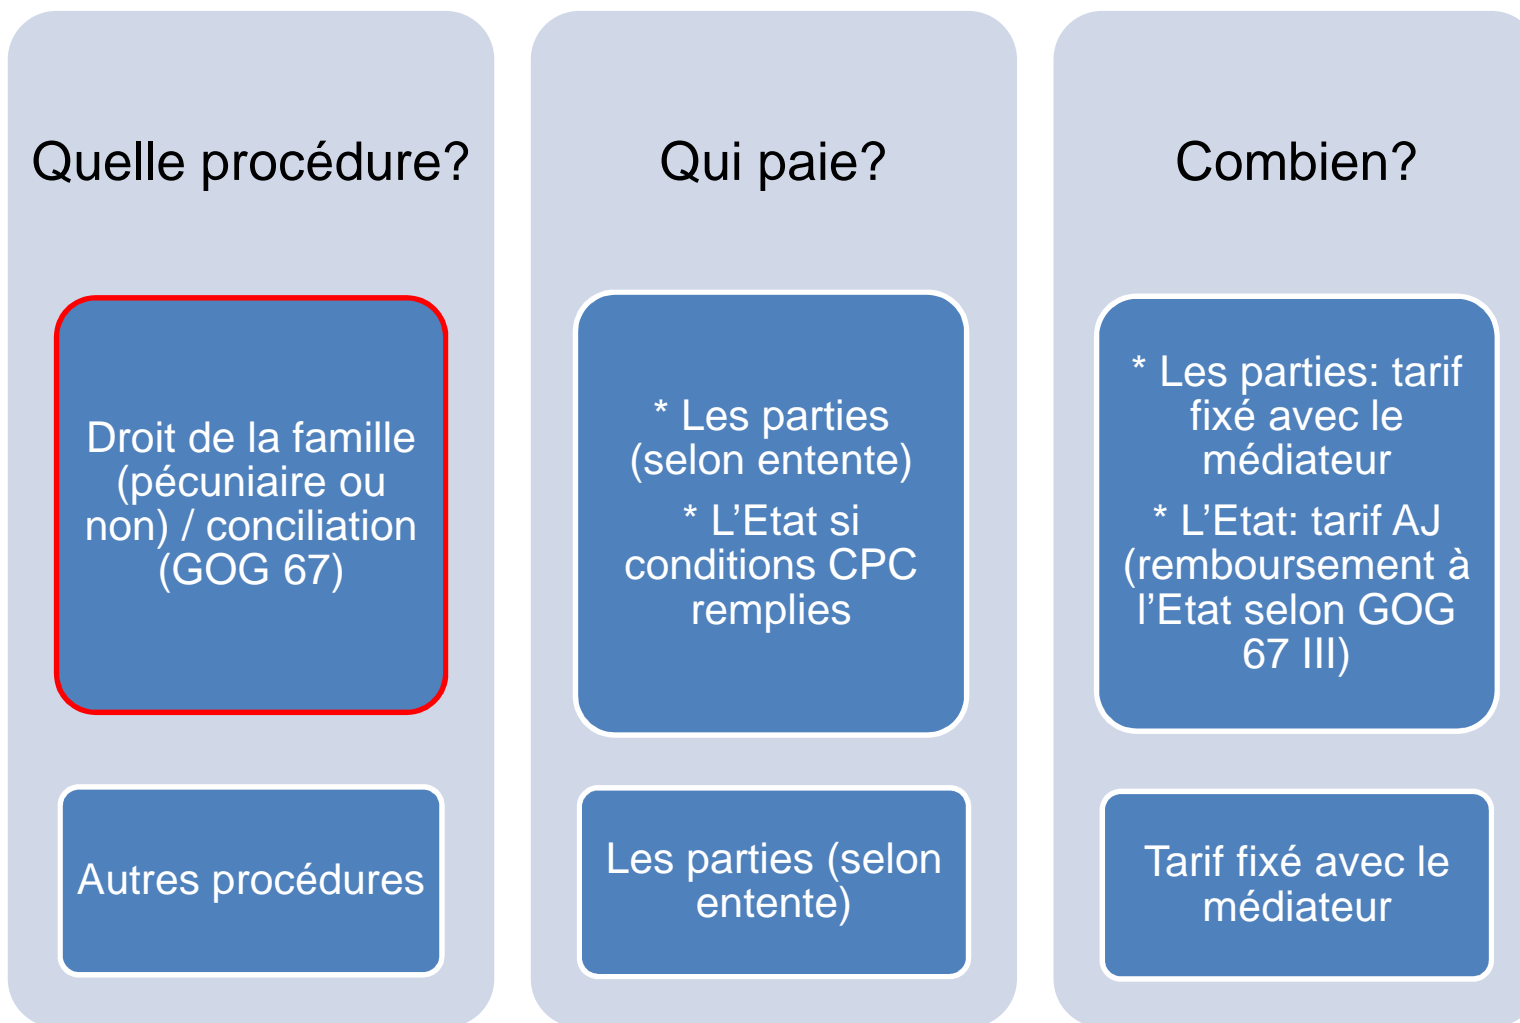 Quelle procédure?
Droit de la famille
(pécuniaire ou
non) / conciliation
(GOG 67)
Autres procédures
Qui paie?
* Les parties
(selon entente)
* L’Etat si
conditions CPC
remplies
Les parties (selon
entente)
Combien?
* Les parties: tarif
fixé avec le
médiateur
* L’Etat: tarif AJ
(remboursement à
l’Etat selon GOG
67 III)
Tarif fixé avec le
médiateur